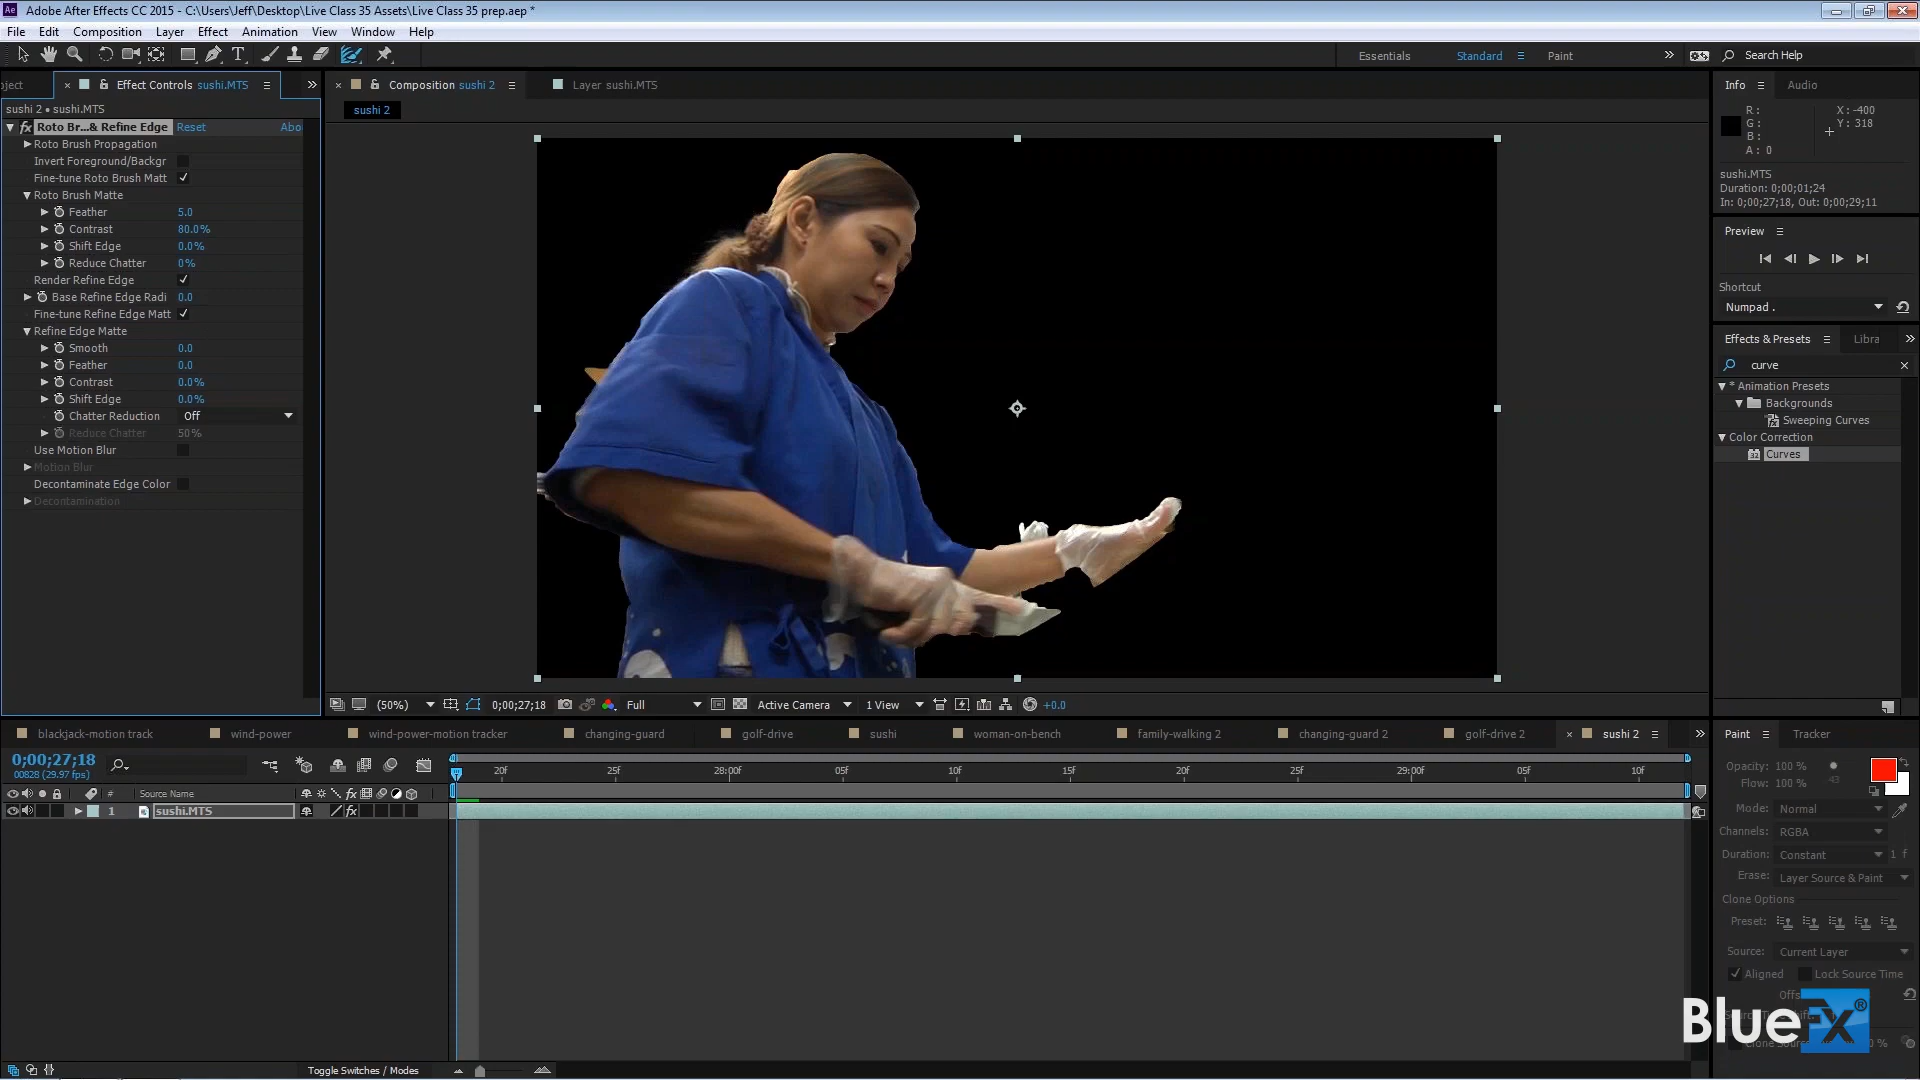 Adobe After Effects CC 2015 - C:\Users\Jeff\Desktop\Live Class 35 Assets\Live Class 35 prep.aep *
File Edit Composition Layer Effect Animation View Window Help
Essentials Standard Paint Search Help
oject Effect Controls sushi.MTS
Composition sushi 2 Layer sushi.MTS
sushi 2 • sushi.MTS
sushi 2
Roto Br...& Refine Edge Reset Abo
Roto Brush Propagation
Invert Foreground/Backgr
Fine-tune Roto Brush Matt
Roto Brush Matte
Feather 5.0
Contrast 80.0%
Shift Edge 0.0%
Reduce Chatter 0%
Render Refine Edge
Base Refine Edge Radi 0.0
Fine-tune Refine Edge Matt
Refine Edge Matte
Smooth 0.0
Feather 0.0
Contrast 0.0%
Shift Edge 0.0%
Chatter Reduction Off
Reduce Chatter 50%
Use Motion Blur
Motion Blur
Decontaminate Edge Color
Decontamination
Info Audio
R :
G :
B :
A : 0
X : -400
Y : 318
sushi.MTS
Duration: 0;00;01;24
In: 0;00;27;18, Out: 0;00;29;11
Preview
Shortcut
Numpad .
Effects & Presets Libra
curve
* Animation Presets
Backgrounds
Sweeping Curves
Color Correction
Curves
(50%) 0;00;27;18 Full Active Camera 1 View +0.0
blackjack-motion track wind-power wind-power-motion tracker changing-guard golf-drive sushi woman-on-bench family-walking 2 changing-guard 2 golf-drive 2 sushi 2
0;00;27;18
00828 (29.97 fps)
20f 25f 28:00f 05f 10f 15f 20f 25f 29:00f 05f 10f
# Source Name
1 sushi.MTS
Toggle Switches / Modes
Paint Tracker
Opacity: 100 %
Flow: 100 % 43
Mode: Normal
Channels: RGBA
Duration: Constant 1 f
Erase: Layer Source & Paint
Clone Options
Preset:
Source: Current Layer
Aligned Lock Source Time
Offs
BlueFX®